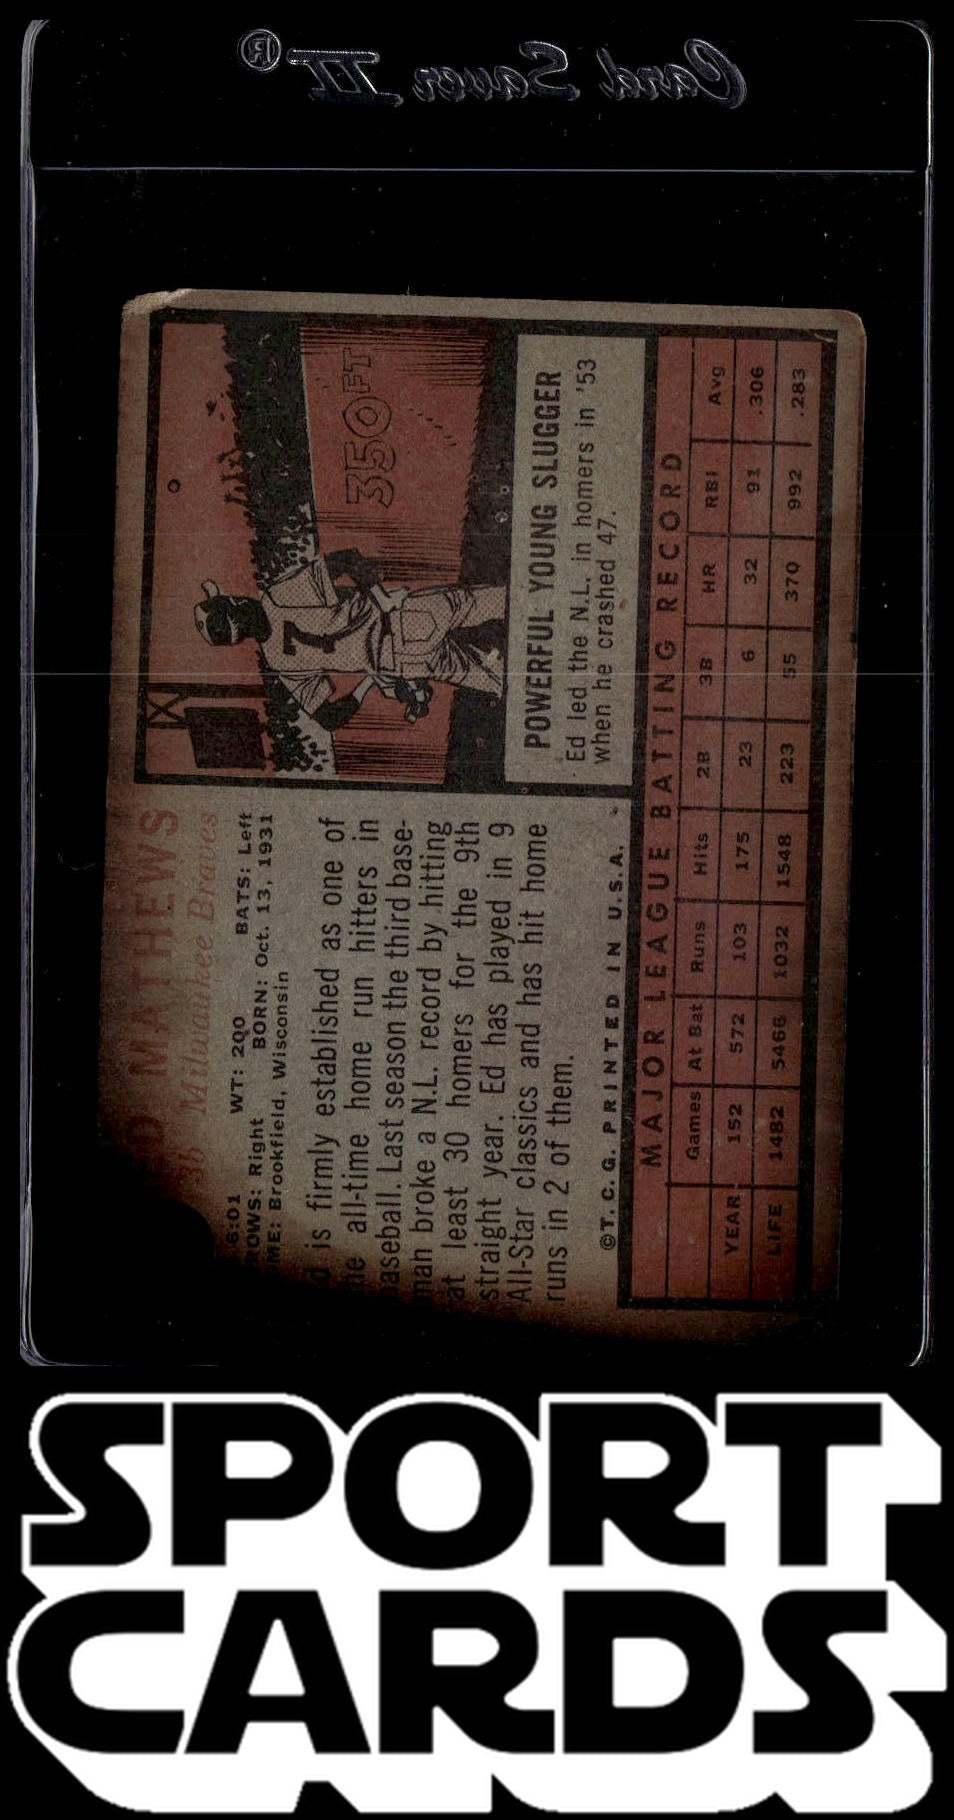 Card Saver II ®
ED MATHEWS
3b Milwaukee Braves
6:01 WT: 200 BATS: Left
ROWS: Right BORN: Oct. 13, 1931
ME: Brookfield, Wisconsin
d is firmly established as one of
he all-time home run hitters in
baseball. Last season the third base-
man broke a N.L. record by hitting
at least 30 homers for the 9th
straight year. Ed has played in 9
All-Star classics and has hit home
runs in 2 of them.
©T.C.G. PRINTED IN U.S.A.
350FT
7
POWERFUL YOUNG SLUGGER
Ed led the N.L. in homers in '53
when he crashed 47.
MAJOR LEAGUE BATTING RECORD
Games At Bat Runs Hits 2B 3B HR RBI Avg
YEAR 152 572 103 175 23 6 32 91 .306
LIFE 1482 5466 1032 1548 223 55 370 992 .283
SPORT
CARDS